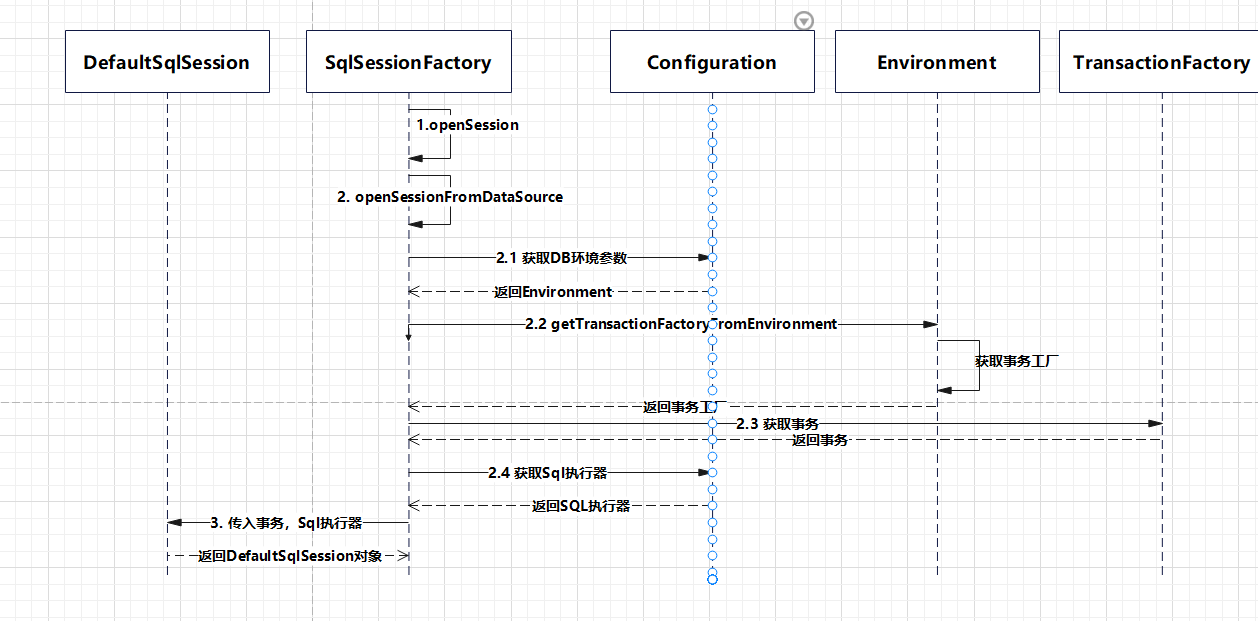 DefaultSqlSession
SqlSessionFactory
Configuration
Environment
TransactionFactory
1.openSession
2. openSessionFromDataSource
2.1 获取DB环境参数
返回Environment
2.2 getTransactionFactoryFromEnvironment
获取事务工厂
返回事务工厂
2.3 获取事务
返回事务
2.4 获取Sql执行器
返回SQL执行器
3. 传入事务，Sql执行器
返回DefaultSqlSession对象